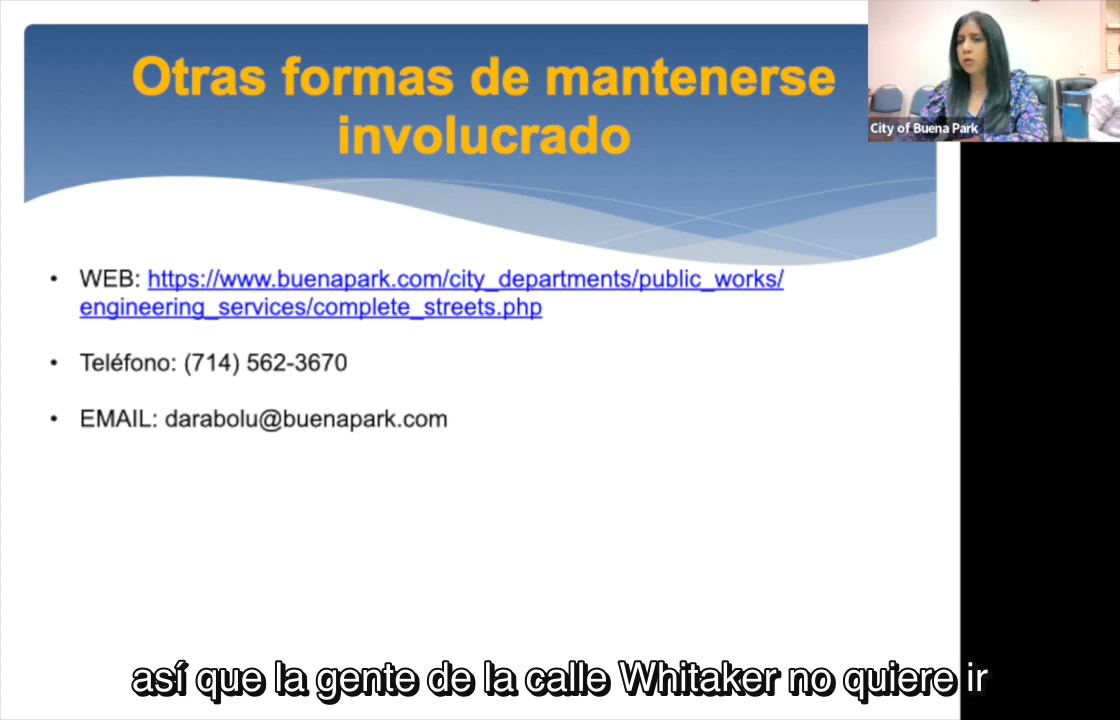 Otras formas de mantenerse
involucrado
City of Buena Park
• WEB: https://www.buenapark.com/city_departments/public_works/
engineering_services/complete_streets.php
• Teléfono: (714) 562-3670
• EMAIL: darabolu@buenapark.com
así que la gente de la calle Whitaker no quiere ir